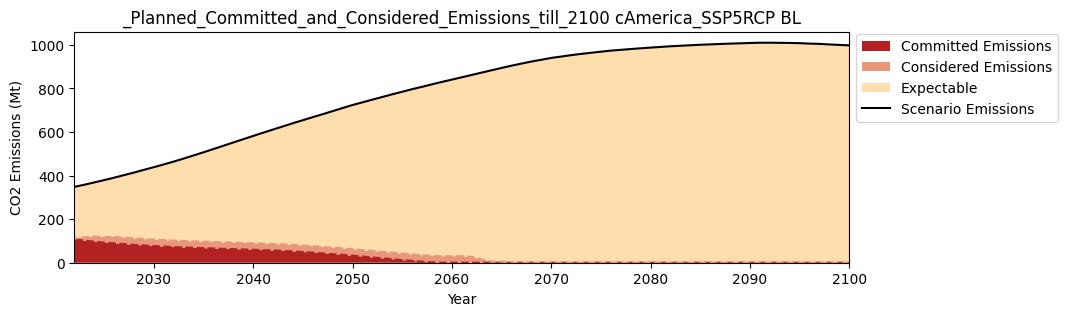 _Planned_Committed_and_Considered_Emissions_till_2100 cAmerica_SSP5RCP BL
1000
800
600
400
200
0
CO2 Emissions (Mt)
2030 2040 2050 2060 2070 2080 2090 2100
Year
Committed Emissions
Considered Emissions
Expectable
Scenario Emissions